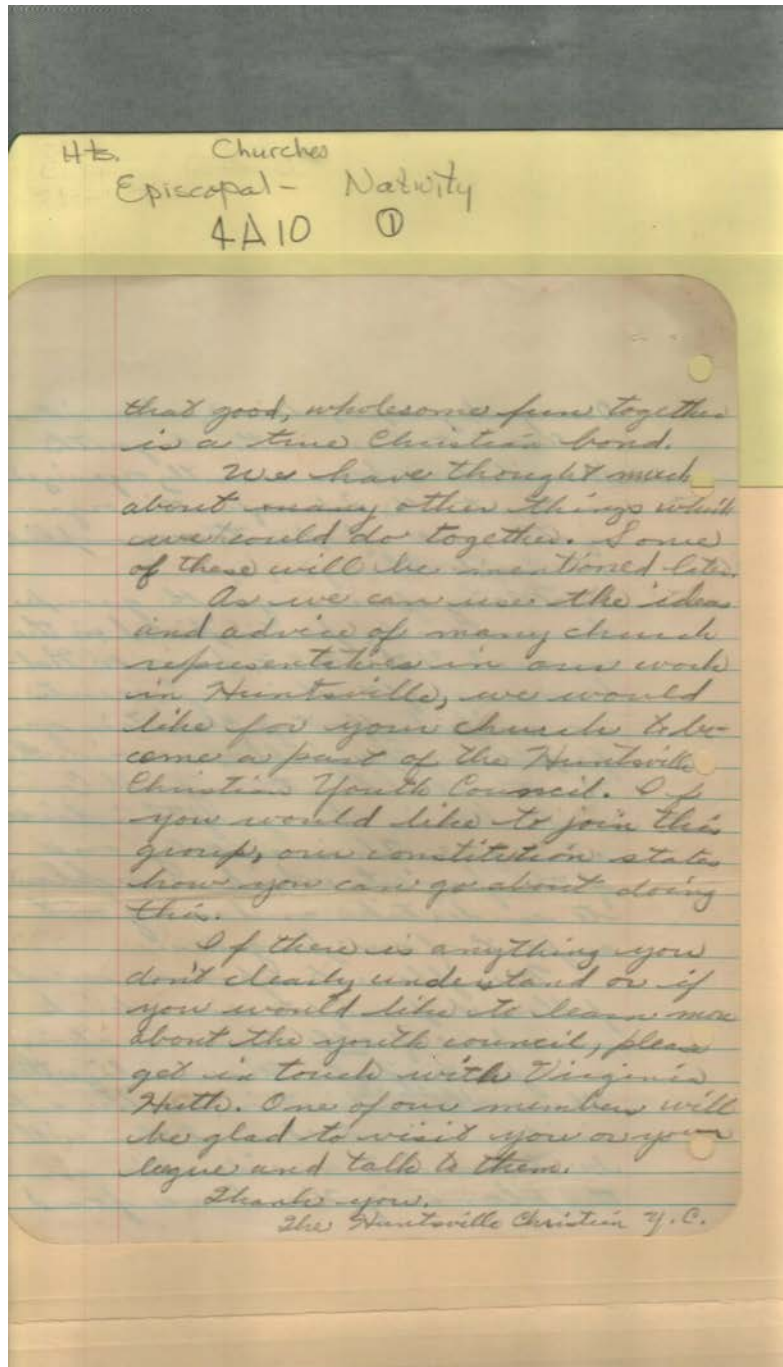 Hts. Churches
Episcopal- Nativity
4A10 ①
that good, wholesome fun together
is a true Christian bond.
We have thought much
about many other things which
we could do together. Some
of these will be mentioned later.
As we can use the ideas
and advice of many church
representatives in our work
in Huntsville, we would
like for your church to be-
come a part of the Huntsville
Christian Youth Council. If
you would like to join this
group, our constitution states
how you can go about doing
this.
If there is anything you
don't clearly understand or if
you would like to learn more
about the youth council, please
get in touch with Virginia
Huth. One of our members will
be glad to visit you or your
legue and talk to them.
Thank you.
The Huntsville Christian Y.C.